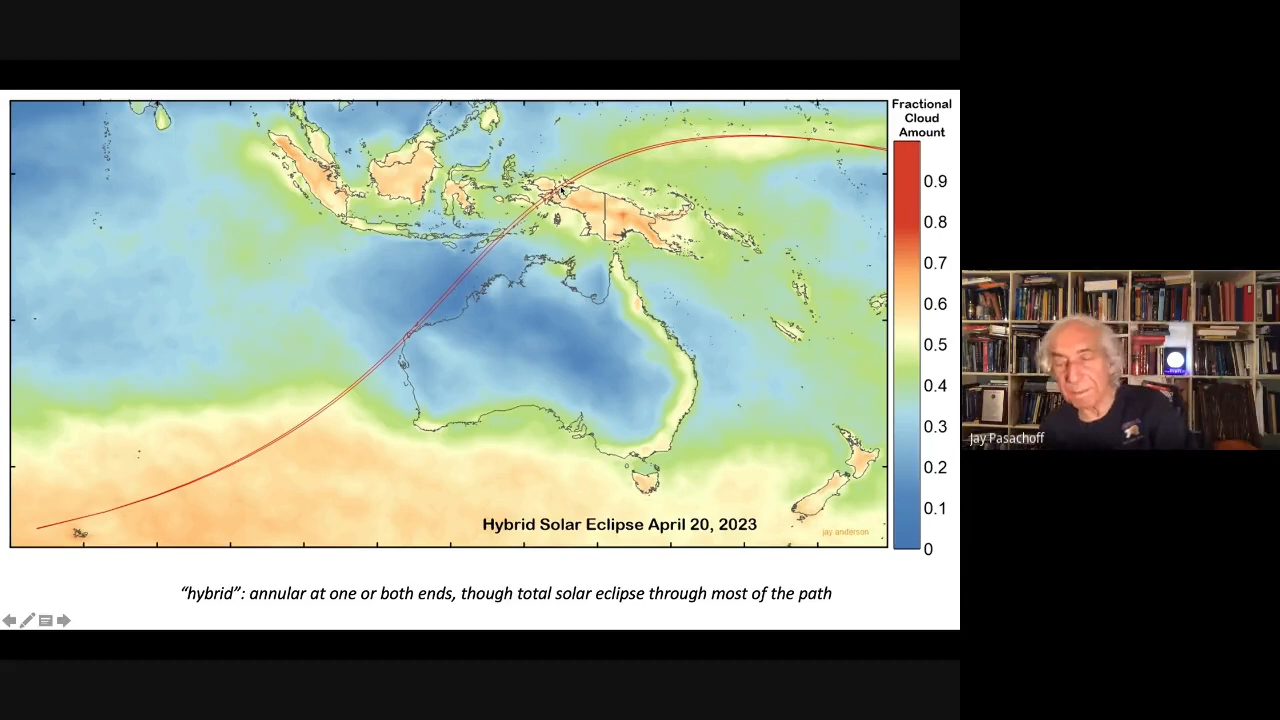 Fractional
Cloud
Amount
0.9
0.8
0.7
0.6
0.5
0.4
0.3
0.2
0.1
0
Hybrid Solar Eclipse April 20, 2023
jay anderson
“hybrid”: annular at one or both ends, though total solar eclipse through most of the path
Jay Pasachoff